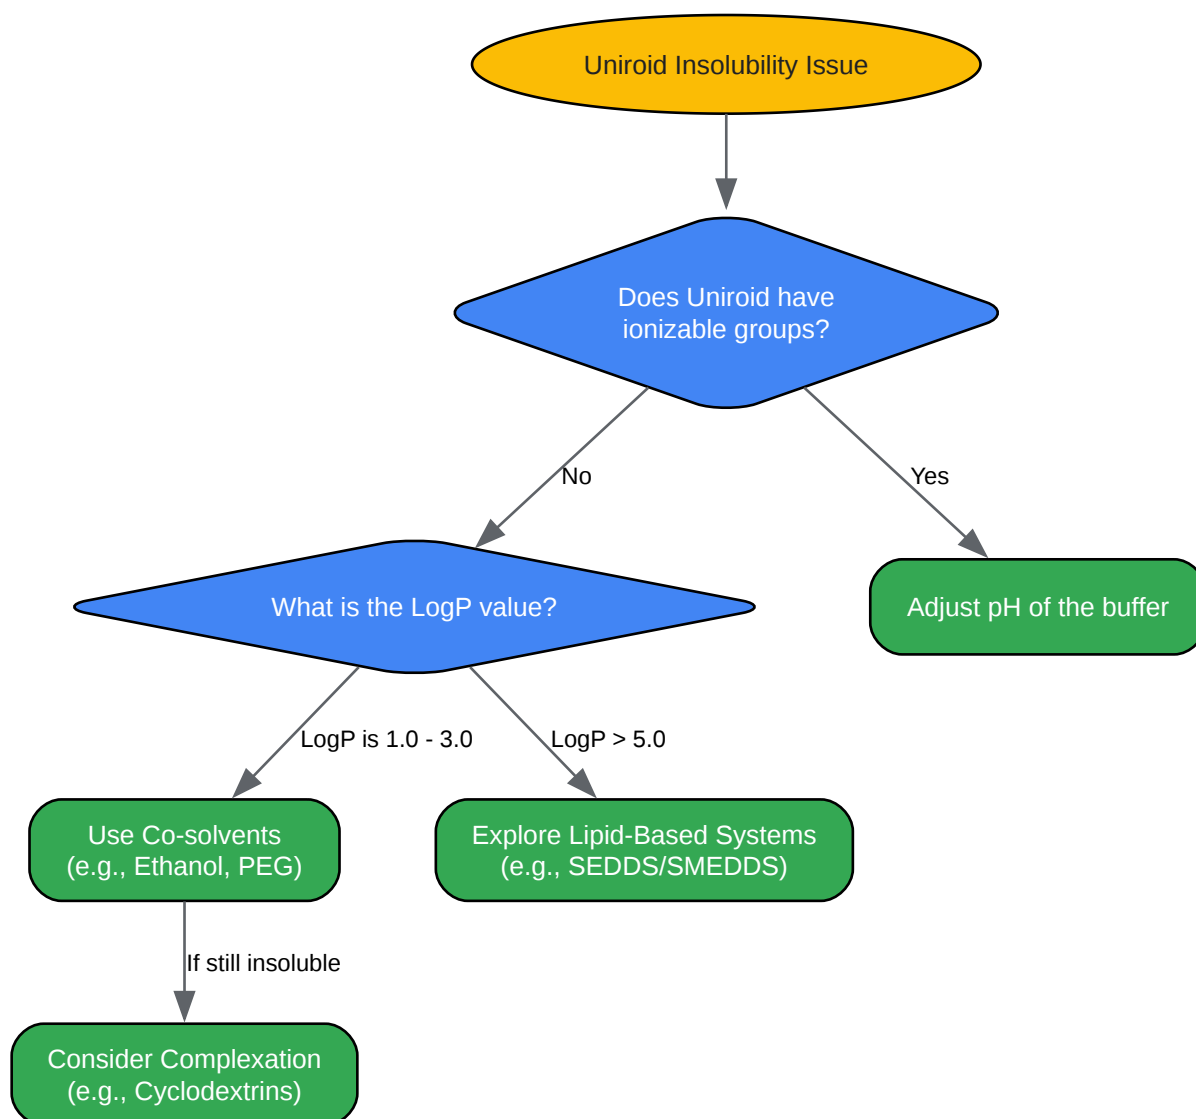 Uniroid Insolubility Issue
Does Uniroid have
ionizable groups?
No
Yes
What is the LogP value?
Adjust pH of the buffer
LogP is 1.0 - 3.0
LogP > 5.0
Use Co-solvents
(e.g., Ethanol, PEG)
Explore Lipid-Based Systems
(e.g., SEDDS/SMEDDS)
If still insoluble
Consider Complexation
(e.g., Cyclodextrins)